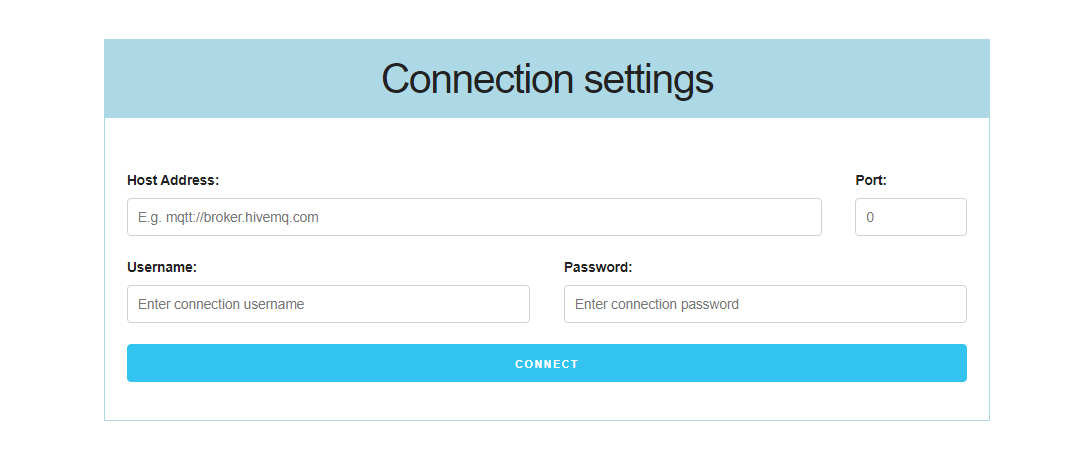 Connection settings
Host Address: Port:
E.g. mqtt://broker.hivemq.com 0
Username: Password:
Enter connection username Enter connection password
CONNECT